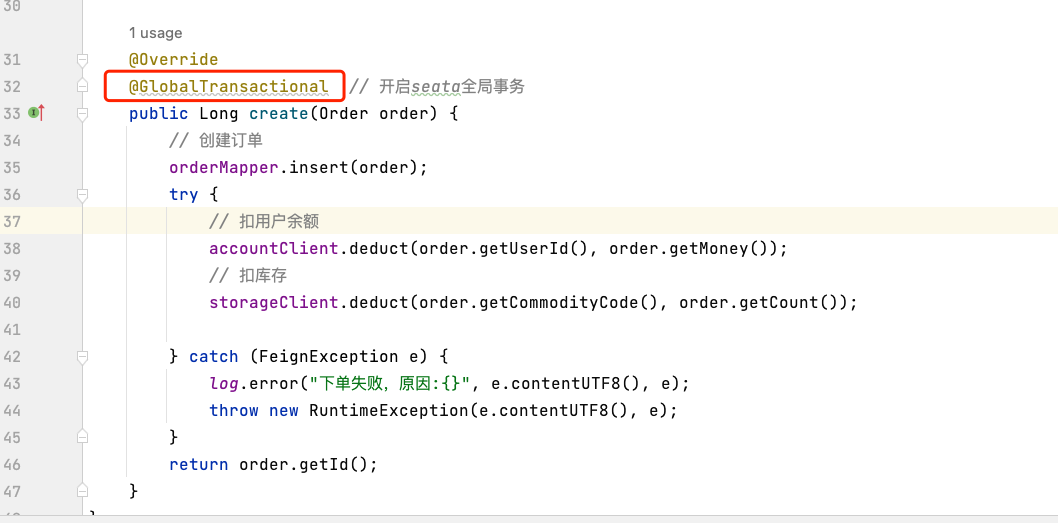 30
1 usage
31 @Override
32 @GlobalTransactional // 开启seata全局事务
33 public Long create(Order order) {
34 // 创建订单
35 orderMapper.insert(order);
36 try {
37 // 扣用户余额
38 accountClient.deduct(order.getUserId(), order.getMoney());
39 // 扣库存
40 storageClient.deduct(order.getCommodityCode(), order.getCount());
41
42 } catch (FeignException e) {
43 log.error("下单失败，原因:{}", e.contentUTF8(), e);
44 throw new RuntimeException(e.contentUTF8(), e);
45 }
46 return order.getId();
47 }